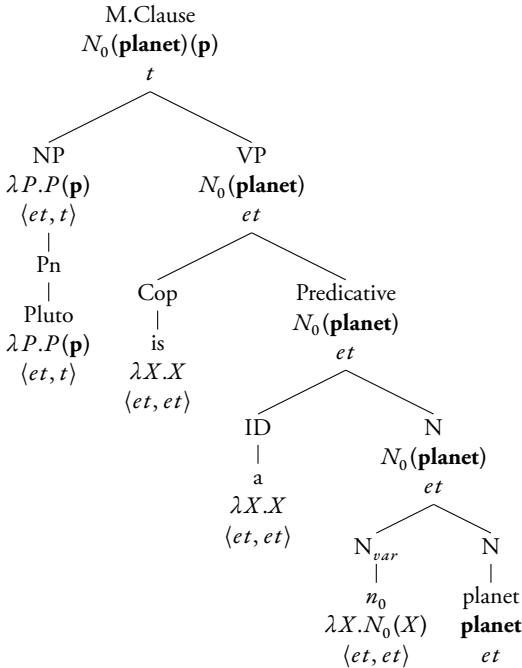 M.Clause
N₀(planet)(p)
t
NP VP
λP.P(p) N₀(planet)
⟨et, t⟩ et
Pn Cop Predicative
Pluto is N₀(planet)
λP.P(p) λX.X et
⟨et, t⟩ ⟨et, et⟩
ID N
a N₀(planet)
λX.X et
⟨et, et⟩
Nᵥₐᵣ N
n₀ planet
λX.N₀(X) planet
⟨et, et⟩ et